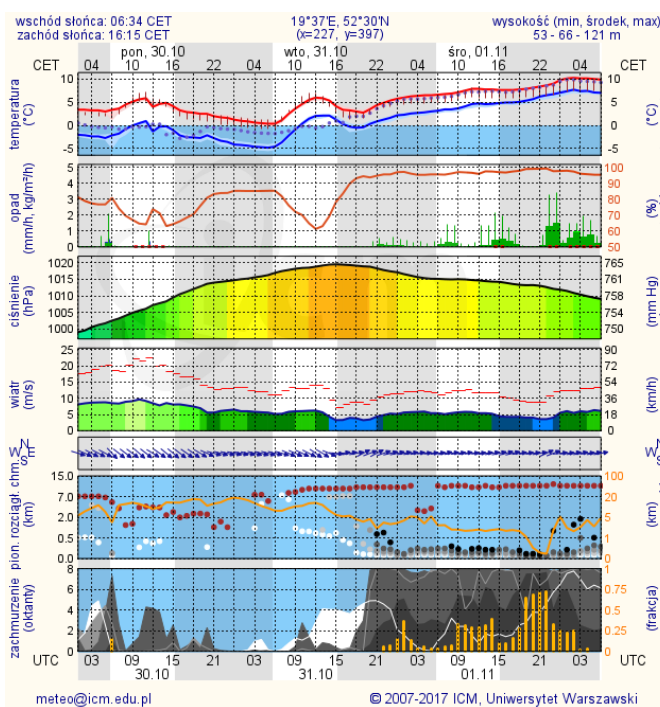 wschód słońca: 06:34 CET 19°37'E, 52°30'N wysokość (min, środek, max)
zachód słońca: 16:15 CET (x=227, y=397) 53 - 66 - 121 m
pon, 30.10 wto, 31.10 śro, 01.11
CET 04 10 16 22 04 10 16 22 04 10 16 22 04 CET
temperatura
(°C)
10 5 0 -5
10 5 0 -5
(°C)
opad
(mm/h, kg/m²/h)
5 4 3 2 1 0
100 90 80 70 60 50
(%)
ciśnienie
(hPa)
1020 1015 1010 1005 1000
765 761 758 754 750
(mm Hg)
wiatr
(m/s)
25 20 15 10 5 0
90 72 54 36 18 0
(km/h)
N W E S
N W E S
pion. rozciągł. chm.
(km)
15.0 7.0 2.0 0.5 0.0
100 20 5 1 0
(km)
zachmurzenie
(oktanty)
8 6 4 2 0
1 0.75 0.5 0.25 0
(frakcja)
UTC 03 09 15 21 03 09 15 21 03 09 15 21 03 UTC
30.10 31.10 01.11
meteo@icm.edu.pl © 2007-2017 ICM, Uniwersytet Warszawski